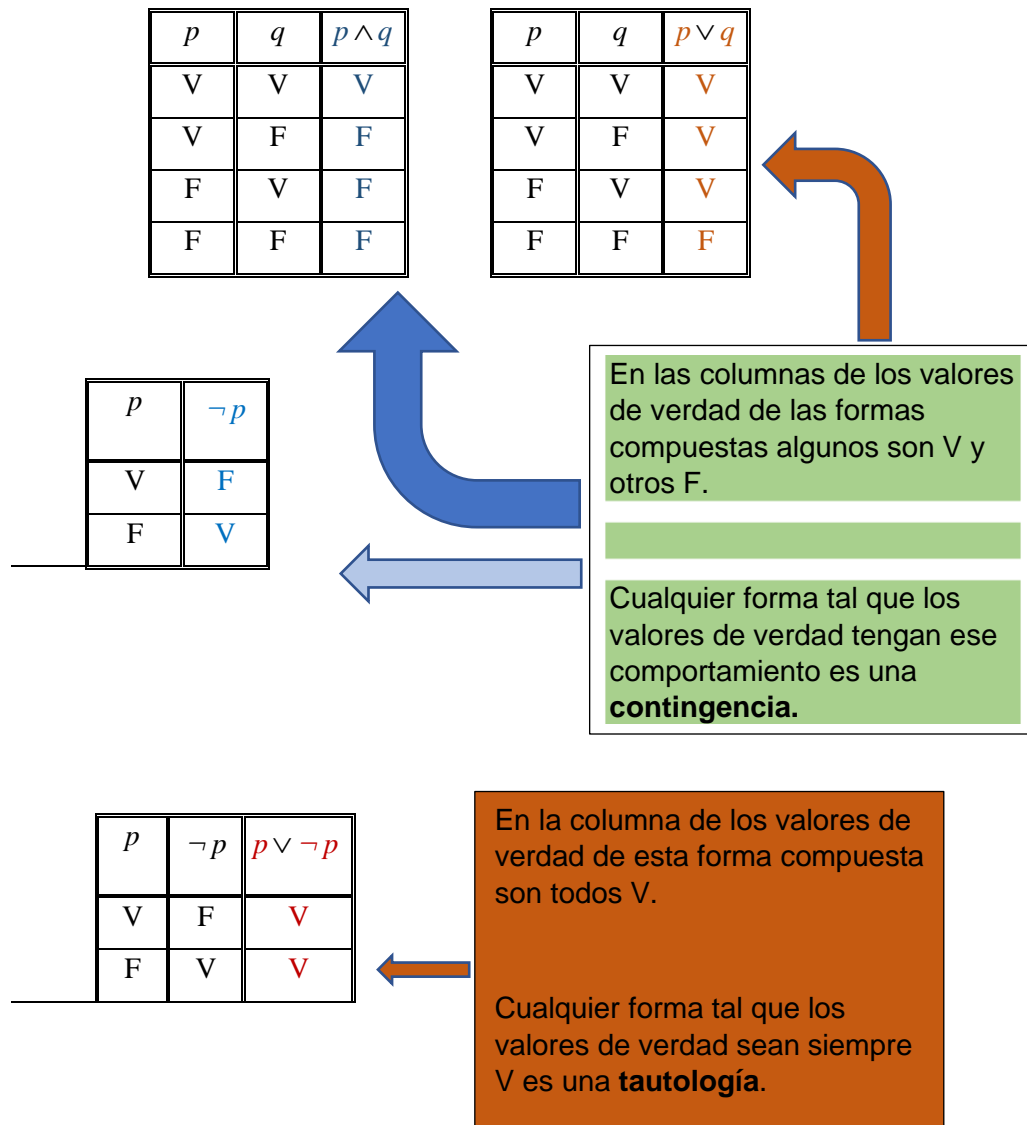 p q p ∧ q
V V V
V F F
F V F
F F F
p q p ∨ q
V V V
V F V
F V V
F F F
p ¬ p
V F
F V
En las columnas de los valores
de verdad de las formas
compuestas algunos son V y
otros F.
Cualquier forma tal que los
valores de verdad tengan ese
comportamiento es una
contingencia.
p ¬ p p ∨ ¬ p
V F V
F V V
En la columna de los valores de
verdad de esta forma compuesta
son todos V.
Cualquier forma tal que los
valores de verdad sean siempre
V es una tautología.